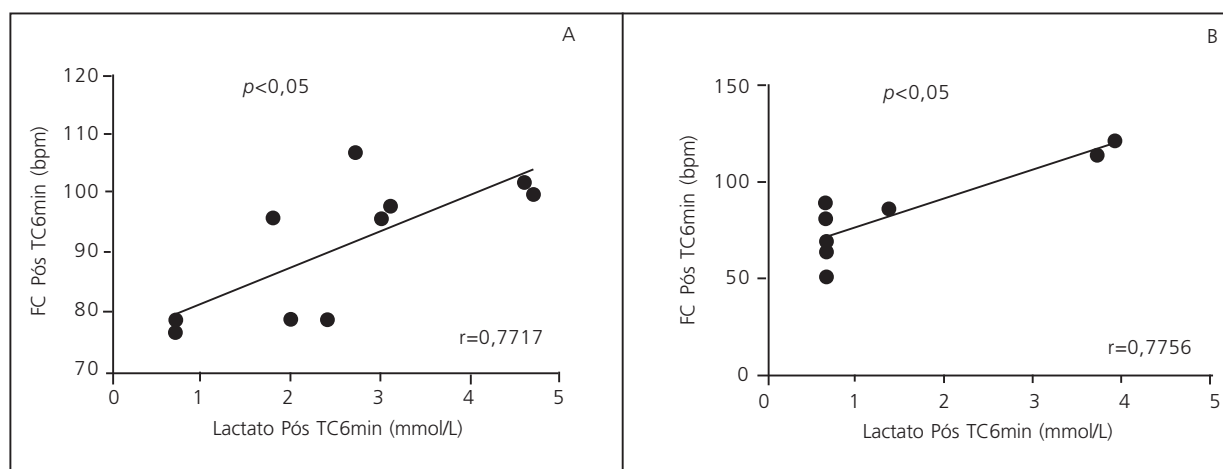 A
p<0,05
FC Pós TC6min (bpm)
120
110
100
90
80
70
r=0,7717
0 1 2 3 4 5
Lactato Pós TC6min (mmol/L)
B
p<0,05
FC Pós TC6min (bpm)
150
100
50
0
r=0,7756
0 1 2 3 4 5
Lactato Pós TC6min (mmol/L)